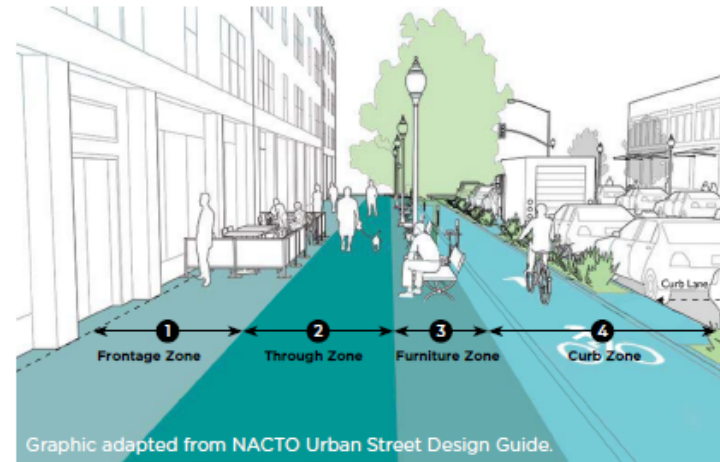 Curb Lane
1 2 3 4
Frontage Zone Through Zone Furniture Zone Curb Zone
Graphic adapted from NACTO Urban Street Design Guide.